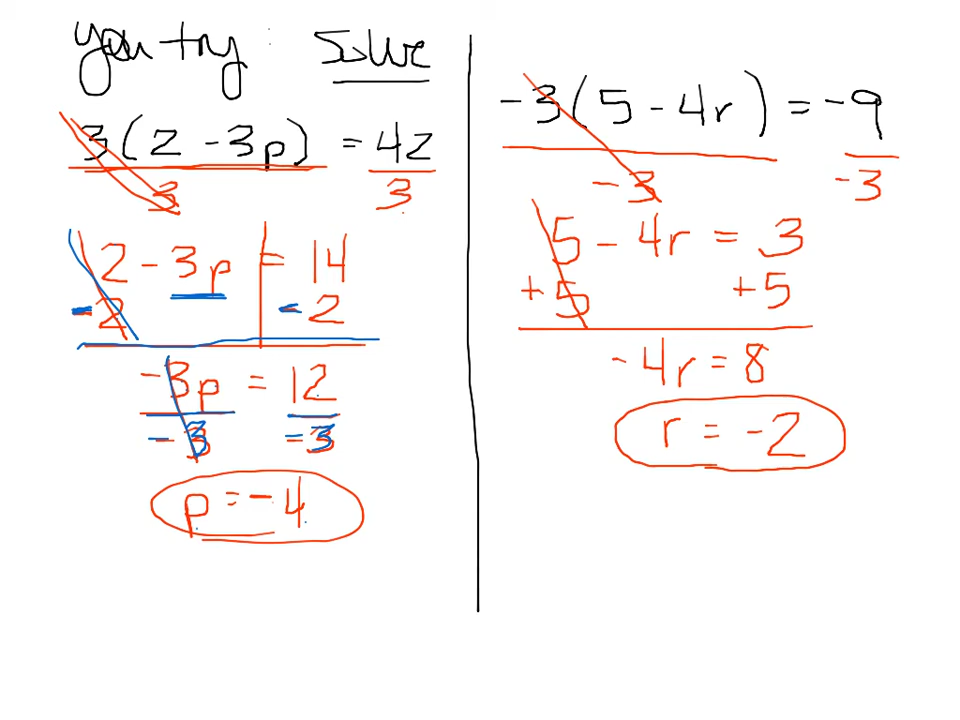 you try : Solve
3(2 - 3p) = 42
3 3
2 - 3p = 14
- 2 - 2
-3p = 12
- 3 - 3
p = - 4
-3(5 - 4r) = -9
- 3 -3
5 - 4r = 3
+ 5 + 5
- 4r = 8
r = - 2